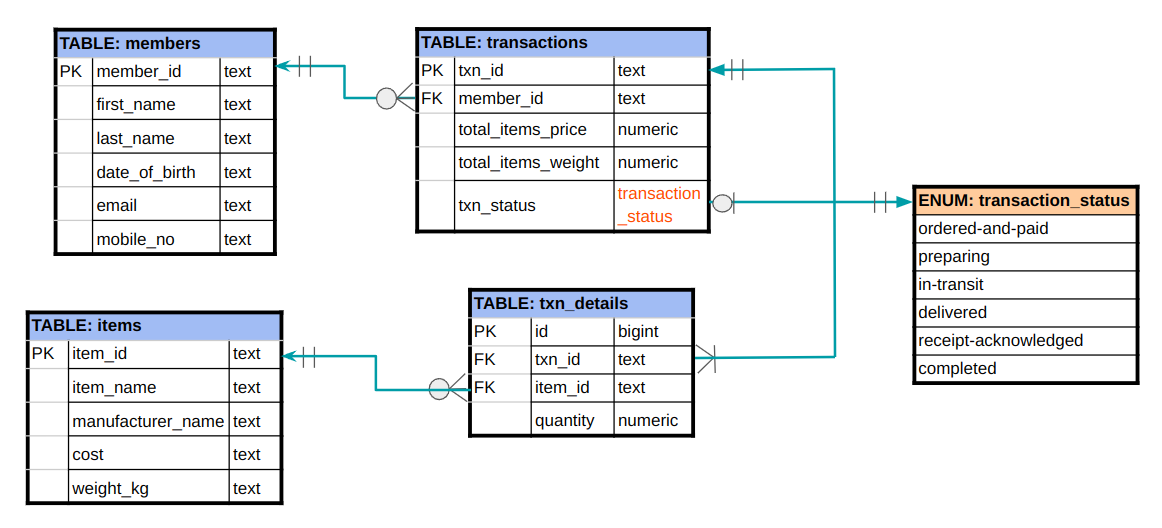 TABLE: members
PK member_id text
first_name text
last_name text
date_of_birth text
email text
mobile_no text
TABLE: transactions
PK txn_id text
FK member_id text
total_items_price numeric
total_items_weight numeric
txn_status transaction
_status
ENUM: transaction_status
ordered-and-paid
preparing
in-transit
delivered
receipt-acknowledged
completed
TABLE: items
PK item_id text
item_name text
manufacturer_name text
cost text
weight_kg text
TABLE: txn_details
PK id bigint
FK txn_id text
FK item_id text
quantity numeric